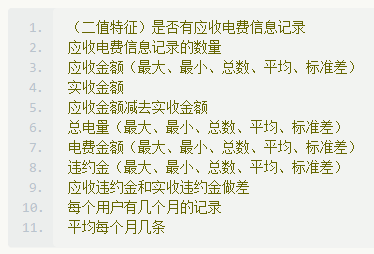 1. （二值特征）是否有应收电费信息记录
2. 应收电费信息记录的数量
3. 应收金额（最大、最小、总数、平均、标准差）
4. 实收金额
5. 应收金额减去实收金额
6. 总电量（最大、最小、总数、平均、标准差）
7. 电费金额（最大、最小、总数、平均、标准差）
8. 违约金（最大、最小、总数、平均、标准差）
9. 应收违约金和实收违约金做差
10. 每个用户有几个月的记录
11. 平均每个月几条